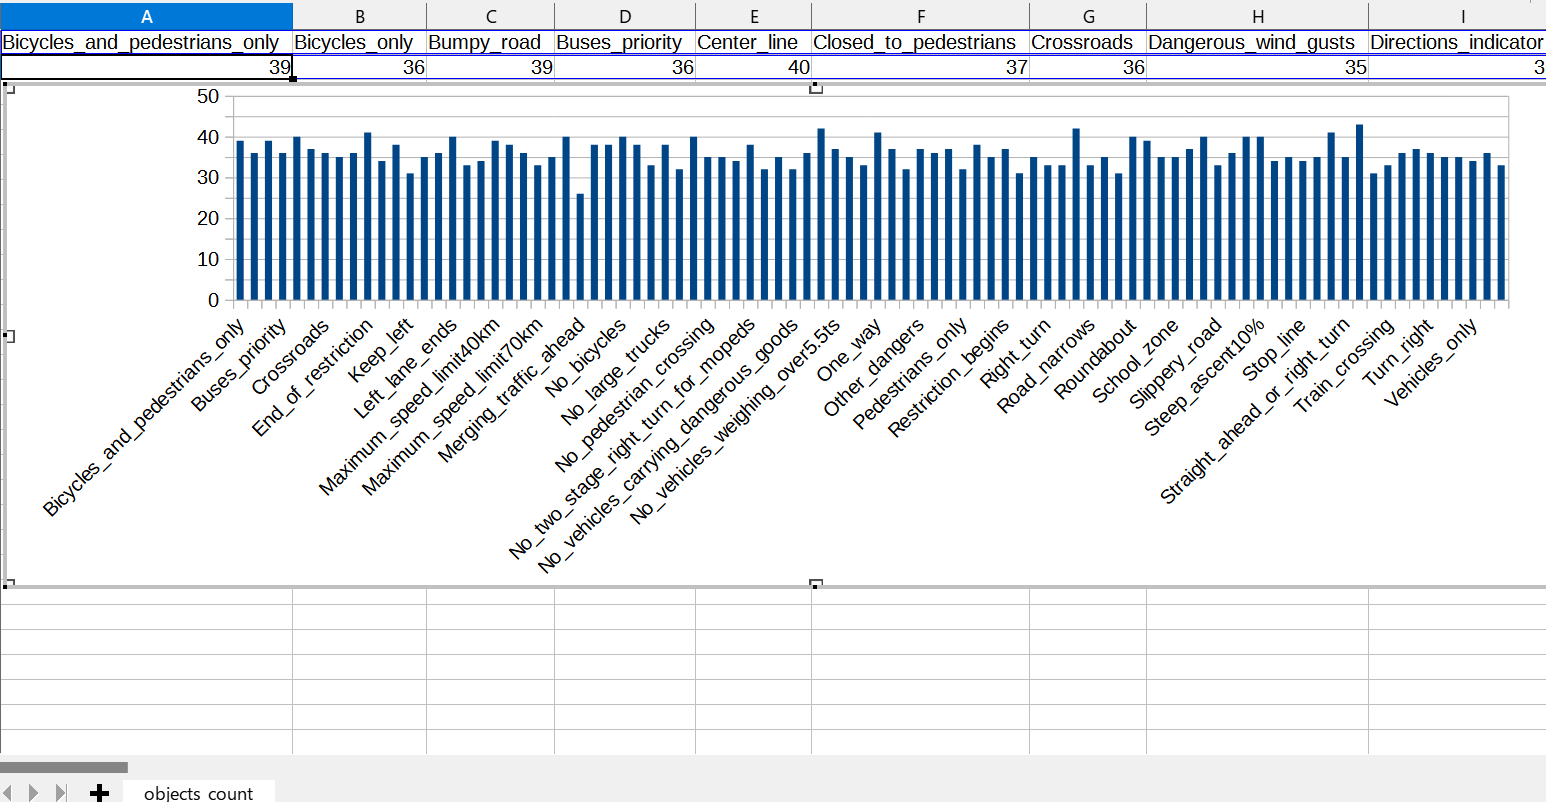 A B C D E F G H I
Bicycles_and_pedestrians_only Bicycles_only Bumpy_road Buses_priority Center_line Closed_to_pedestrians Crossroads Dangerous_wind_gusts Directions_indicator
39 36 39 36 40 37 36 35 3
50
40
30
20
10
0
Bicycles_and_pedestrians_only
Buses_priority
Crossroads
End_of_restriction
Keep_left
Left_lane_ends
Maximum_speed_limit40km
Maximum_speed_limit70km
Merging_traffic_ahead
No_bicycles
No_large_trucks
No_pedestrian_crossing
No_two_stage_right_turn_for_mopeds
No_vehicles_carrying_dangerous_goods
No_vehicles_weighing_over5.5ts
One_way
Other_dangers
Pedestrians_only
Restriction_begins
Right_turn
Road_narrows
Roundabout
School_zone
Slippery_road
Steep_ascent10%
Stop_line
Straight_ahead_or_right_turn
Train_crossing
Turn_right
Vehicles_only
objects_count